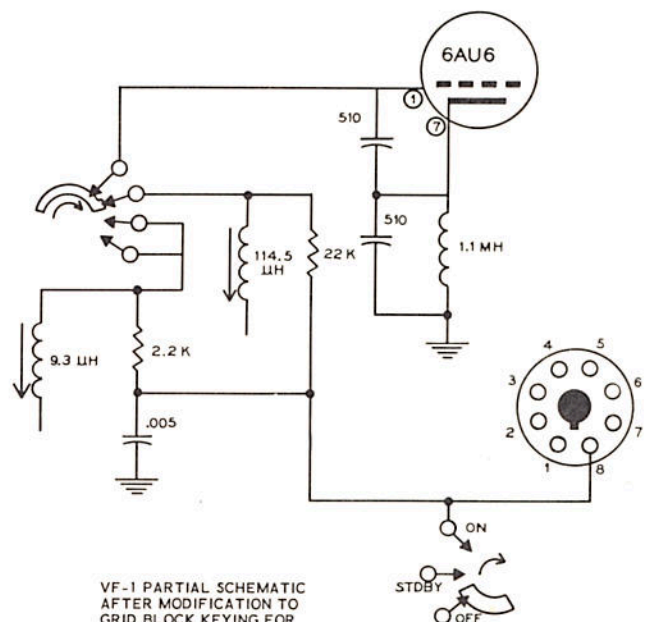 6AU6
1
510
7
510
114.5
μH
22 K
1.1 MH
9.3 μH
2.2 K
.005
4 5
3 6
2 7
1 8
ON
STDBY
OFF
VF-1 PARTIAL SCHEMATIC
AFTER MODIFICATION TO
GRID BLOCK KEYING FOR